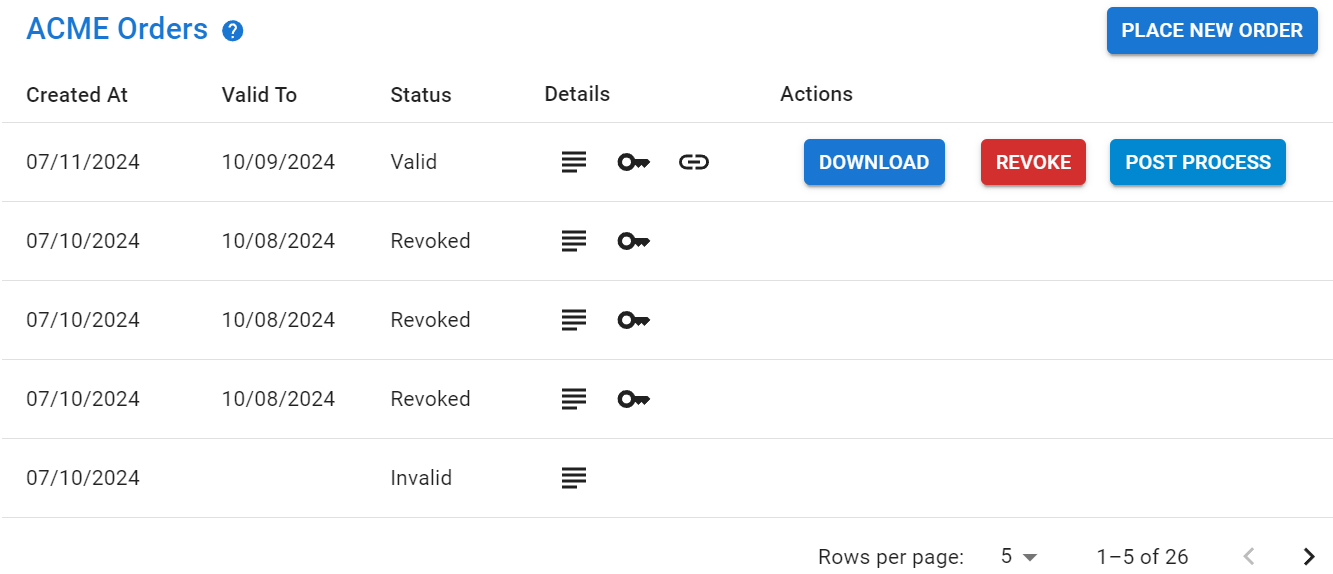 ACME Orders ?
PLACE NEW ORDER
Created At Valid To Status Details Actions
07/11/2024 10/09/2024 Valid DOWNLOAD REVOKE POST PROCESS
07/10/2024 10/08/2024 Revoked
07/10/2024 10/08/2024 Revoked
07/10/2024 10/08/2024 Revoked
07/10/2024 Invalid
Rows per page: 5 1–5 of 26